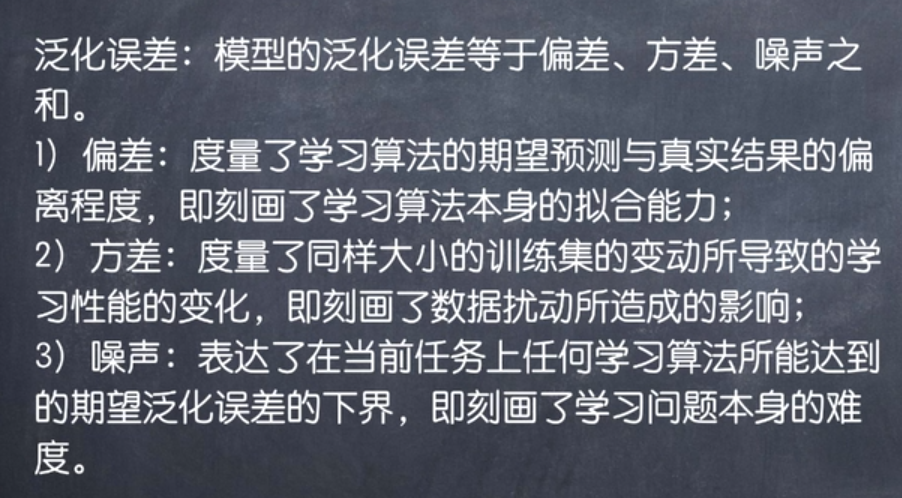 泛化误差：模型的泛化误差等于偏差、方差、噪声之
和。
1）偏差：度量了学习算法的期望预测与真实结果的偏
离程度，即刻画了学习算法本身的拟合能力；
2）方差：度量了同样大小的训练集的变动所导致的学
习性能的变化，即刻画了数据扰动所造成的影响；
3）噪声：表达了在当前任务上任何学习算法所能达到
的期望泛化误差的下界，即刻画了学习问题本身的难
度。